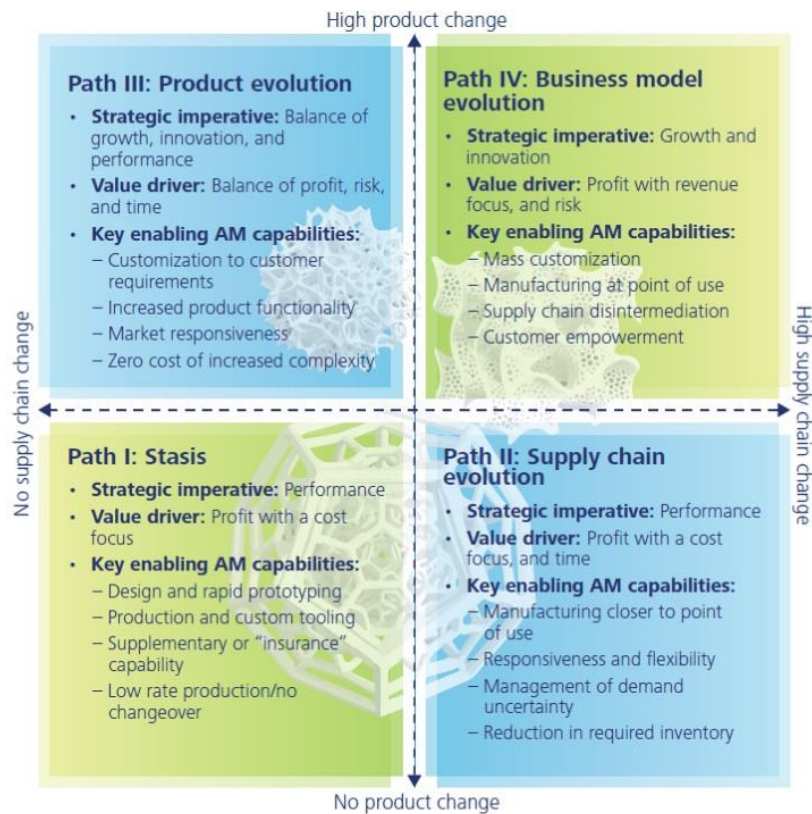 High product change
No supply chain change
High supply chain change
Path III: Product evolution
• Strategic imperative: Balance of
growth, innovation, and
performance
• Value driver: Balance of profit, risk,
and time
• Key enabling AM capabilities:
– Customization to customer
requirements
– Increased product functionality
– Market responsiveness
– Zero cost of increased complexity
Path IV: Business model
evolution
• Strategic imperative: Growth and
innovation
• Value driver: Profit with revenue
focus, and risk
• Key enabling AM capabilities:
– Mass customization
– Manufacturing at point of use
– Supply chain disintermediation
– Customer empowerment
Path I: Stasis
• Strategic imperative: Performance
• Value driver: Profit with a cost
focus
• Key enabling AM capabilities:
– Design and rapid prototyping
– Production and custom tooling
– Supplementary or “insurance”
capability
– Low rate production/no
changeover
Path II: Supply chain
evolution
• Strategic imperative: Performance
• Value driver: Profit with a cost
focus, and time
• Key enabling AM capabilities:
– Manufacturing closer to point
of use
– Responsiveness and flexibility
– Management of demand
uncertainty
– Reduction in required inventory
No product change